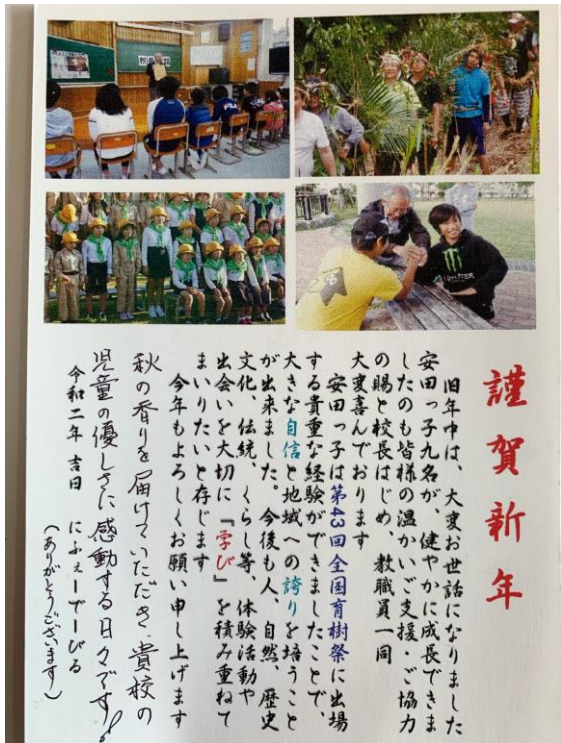 謹賀新年
旧年中は、大変お世話になりました
安田っ子九名が、健やかに成長できま
したのも皆様の温かいご支援・ご協力
の賜と校長はじめ、教職員一同
大変喜んでおります
安田っ子は第43回全国育樹祭に出場
する貴重な経験ができましたことで、
大きな自信と地域への誇りを培うこと
が出来ました。今後も人、自然、歴史
文化、伝統、くらし等、体験活動や
出会いを大切に『学び』を積み重ねて
まいりたいと存じます
今年もよろしくお願い申し上げます
秋の香りを届けていただき、貴校の
児童の優しさに感動する日々です!
令和二年 吉日 にふぇーでーびる
(ありがとうございます)